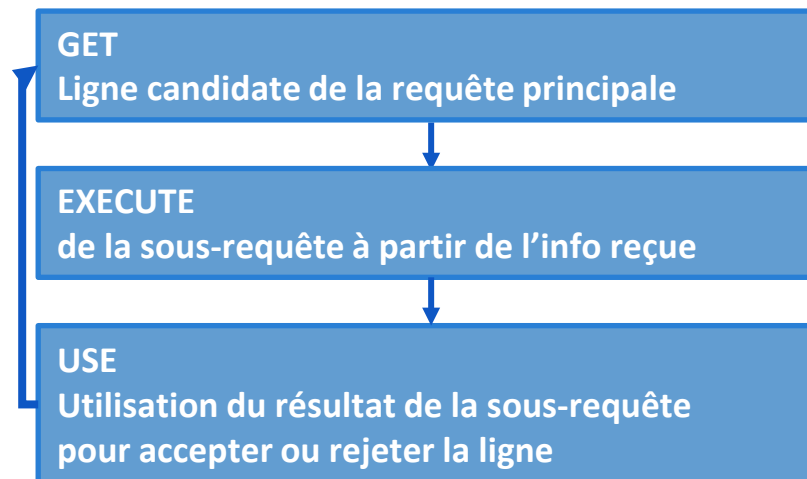 GET
Ligne candidate de la requête principale
EXECUTE
de la sous-requête à partir de l’info reçue
USE
Utilisation du résultat de la sous-requête
pour accepter ou rejeter la ligne